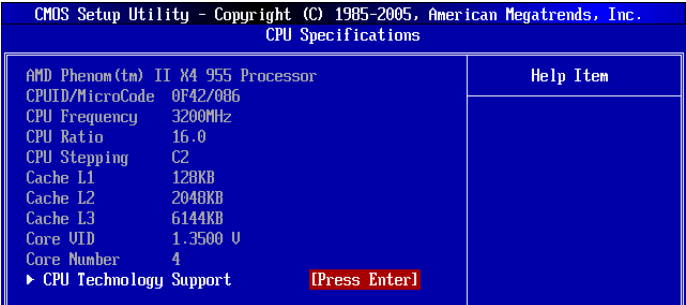 CMOS Setup Utility - Copyright (C) 1985-2005, American Megatrends, Inc.
CPU Specifications
AMD Phenom(tm) II X4 955 Processor
Help Item
CPUID/MicroCode 0F42/086
CPU Frequency 3200MHz
CPU Ratio 16.0
CPU Stepping C2
Cache L1 128KB
Cache L2 2048KB
Cache L3 6144KB
Core VID 1.3500 V
Core Number 4
▶ CPU Technology Support [Press Enter]